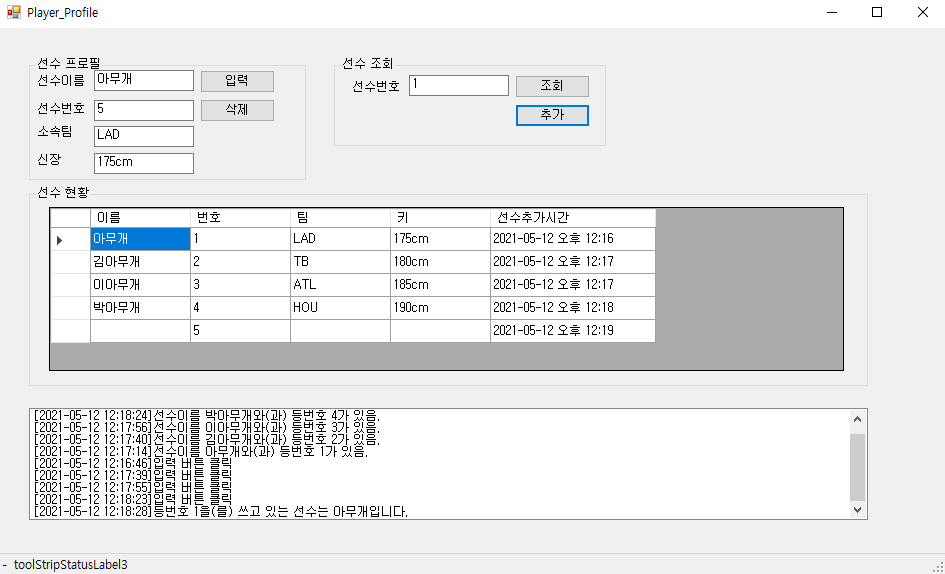 Player_Profile
선수 프로필
선수이름 아무개 입력
선수번호 5 삭제
소속팀 LAD
신장 175cm
선수 조회
선수번호 1 조회
추가
선수 현황
이름 번호 팀 키 선수추가시간
아무개 1 LAD 175cm 2021-05-12 오후 12:16
김아무개 2 TB 180cm 2021-05-12 오후 12:17
이아무개 3 ATL 185cm 2021-05-12 오후 12:17
박아무개 4 HOU 190cm 2021-05-12 오후 12:18
5 2021-05-12 오후 12:19
[2021-05-12 12:18:24]선수이름 박아무개와(과) 등번호 4가 있음.
[2021-05-12 12:17:56]선수이름 이아무개와(과) 등번호 3가 있음.
[2021-05-12 12:17:40]선수이름 김아무개와(과) 등번호 2가 있음.
[2021-05-12 12:17:14]선수이름 아무개와(과) 등번호 1가 있음.
[2021-05-12 12:16:46]입력 버튼 클릭
[2021-05-12 12:17:39]입력 버튼 클릭
[2021-05-12 12:17:55]입력 버튼 클릭
[2021-05-12 12:18:23]입력 버튼 클릭
[2021-05-12 12:18:28]등번호 1을(를) 쓰고 있는 선수는 아무개입니다.
- toolStripStatusLabel3